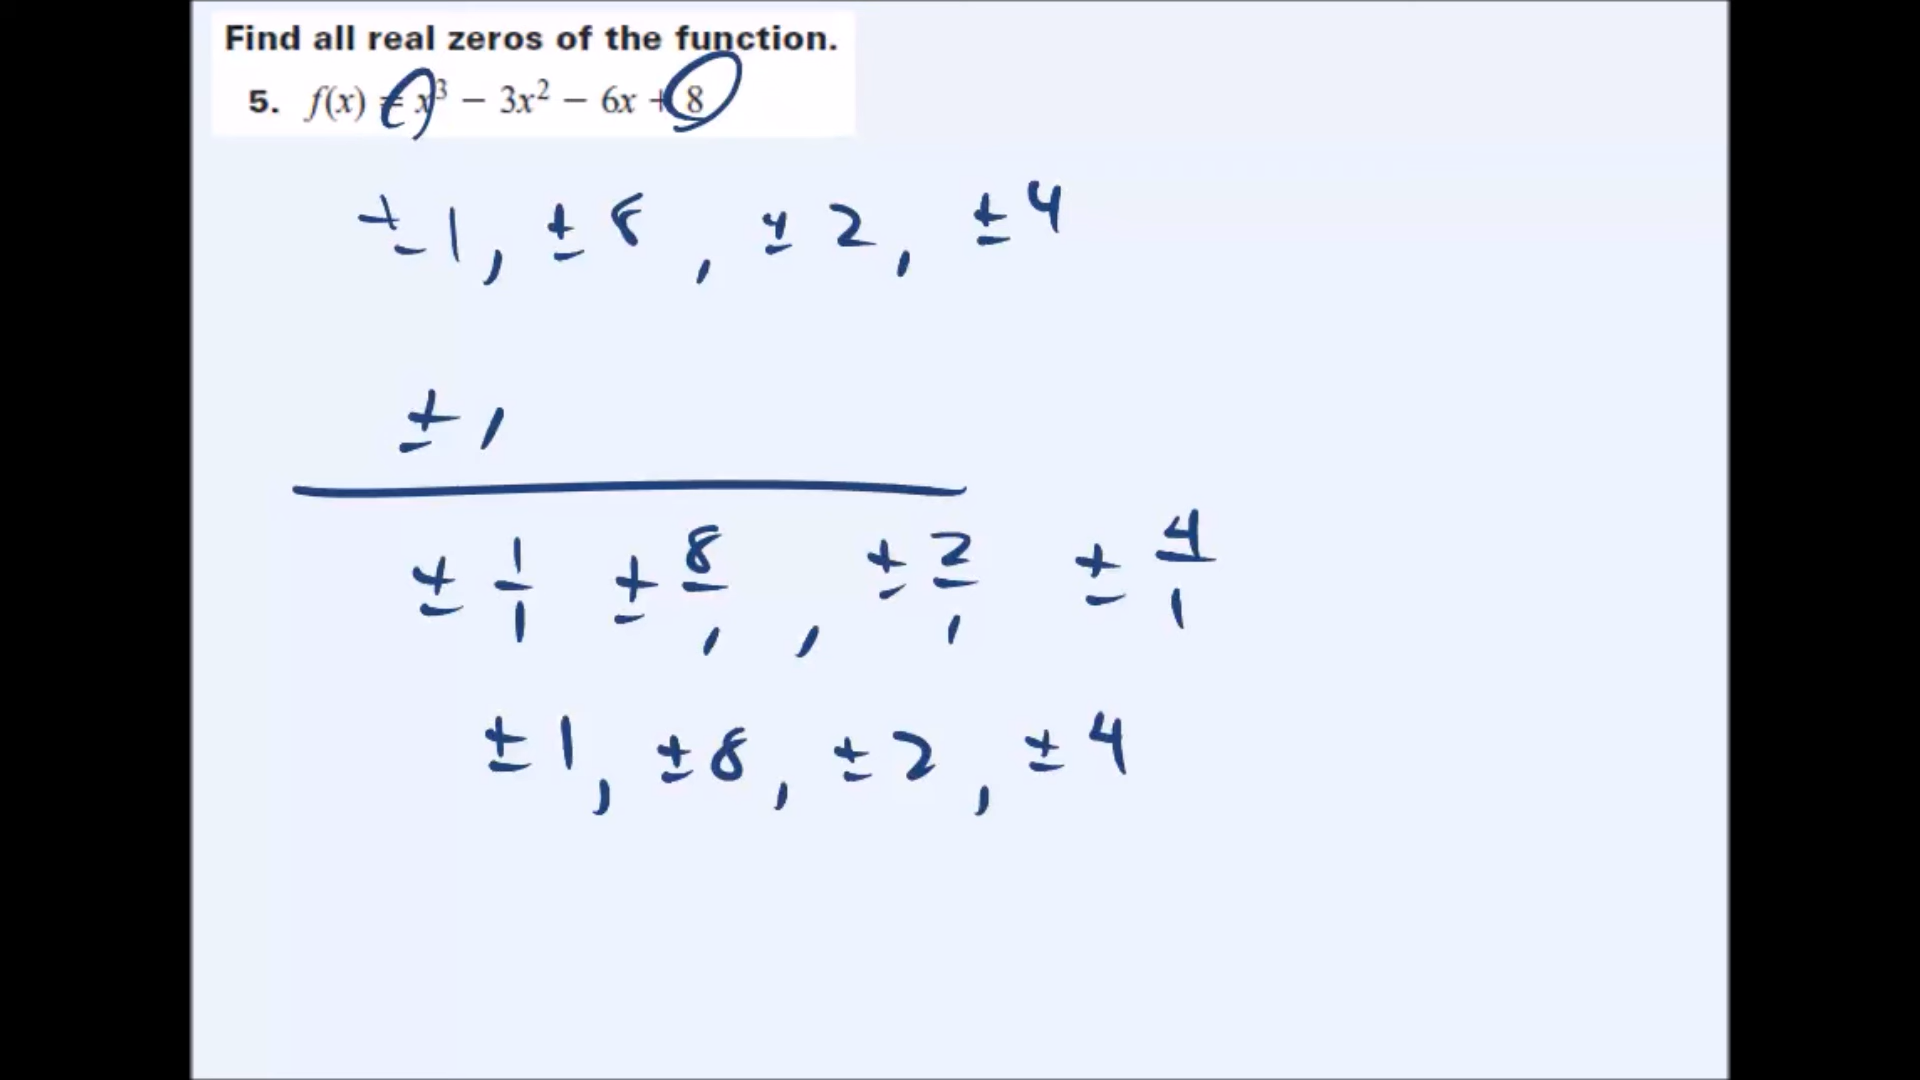 Find all real zeros of the function.
5. f(x) = x³ − 3x² − 6x + 8
± 1, ± 8, ± 2, ± 4
± 1
± 1/1 ± 8/1, ± 2/1 ± 4/1
± 1, ± 8, ± 2, ± 4